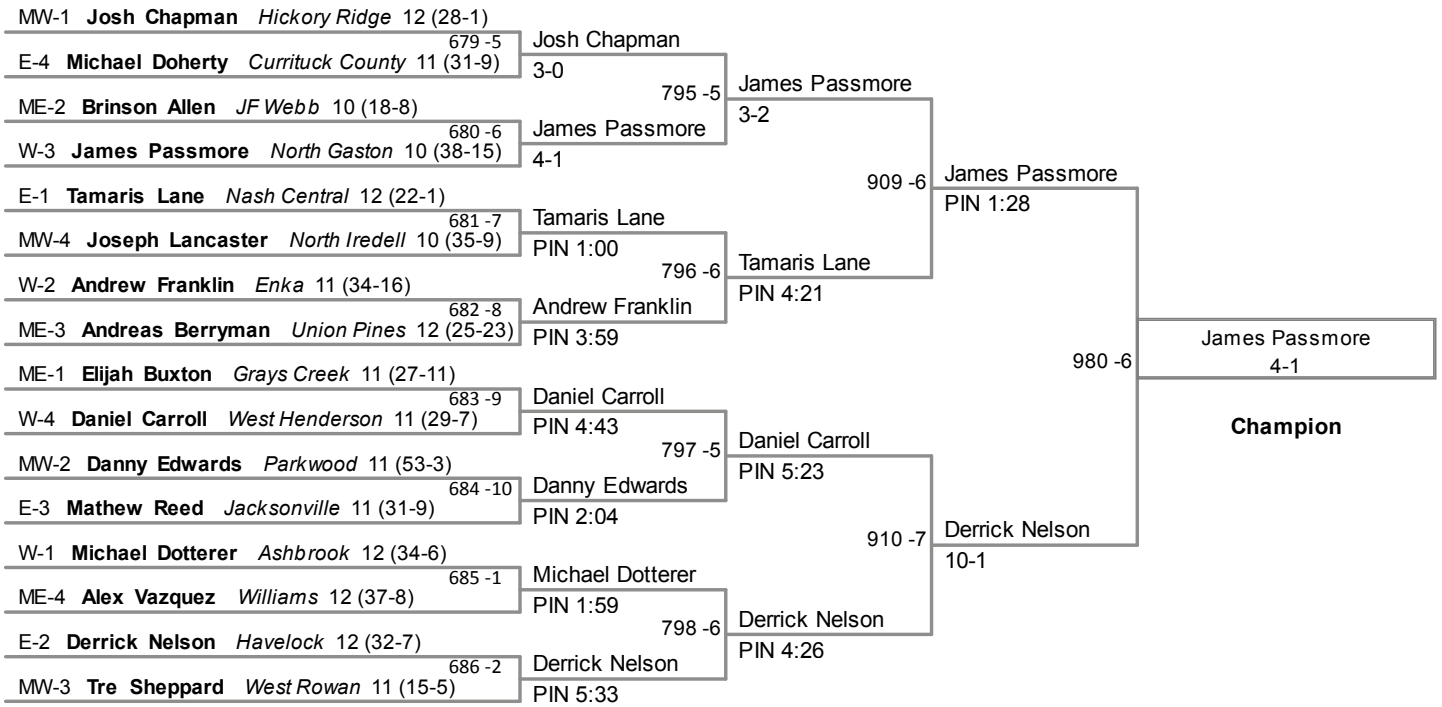 MW-1 Josh Chapman Hickory Ridge 12 (28-1)
679 -5
E-4 Michael Doherty Currituck County 11 (31-9)
ME-2 Brinson Allen JF Webb 10 (18-8)
680 -6
W-3 James Passmore North Gaston 10 (38-15)
E-1 Tamaris Lane Nash Central 12 (22-1)
681 -7
MW-4 Joseph Lancaster North Iredell 10 (35-9)
W-2 Andrew Franklin Enka 11 (34-16)
682 -8
ME-3 Andreas Berryman Union Pines 12 (25-23)
ME-1 Elijah Buxton Grays Creek 11 (27-11)
683 -9
W-4 Daniel Carroll West Henderson 11 (29-7)
MW-2 Danny Edwards Parkwood 11 (53-3)
684 -10
E-3 Mathew Reed Jacksonville 11 (31-9)
W-1 Michael Dotterer Ashbrook 12 (34-6)
685 -1
ME-4 Alex Vazquez Williams 12 (37-8)
E-2 Derrick Nelson Havelock 12 (32-7)
686 -2
MW-3 Tre Sheppard West Rowan 11 (15-5)
Josh Chapman
3-0
795 -5
James Passmore
4-1
Tamaris Lane
PIN 1:00
796 -6
Andrew Franklin
PIN 3:59
Daniel Carroll
PIN 4:43
797 -5
Danny Edwards
PIN 2:04
Michael Dotterer
PIN 1:59
798 -6
Derrick Nelson
PIN 5:33
James Passmore
3-2
909 -6
Tamaris Lane
PIN 4:21
Daniel Carroll
PIN 5:23
910 -7
Derrick Nelson
PIN 4:26
James Passmore
PIN 1:28
980 -6
Derrick Nelson
10-1
James Passmore
4-1
Champion